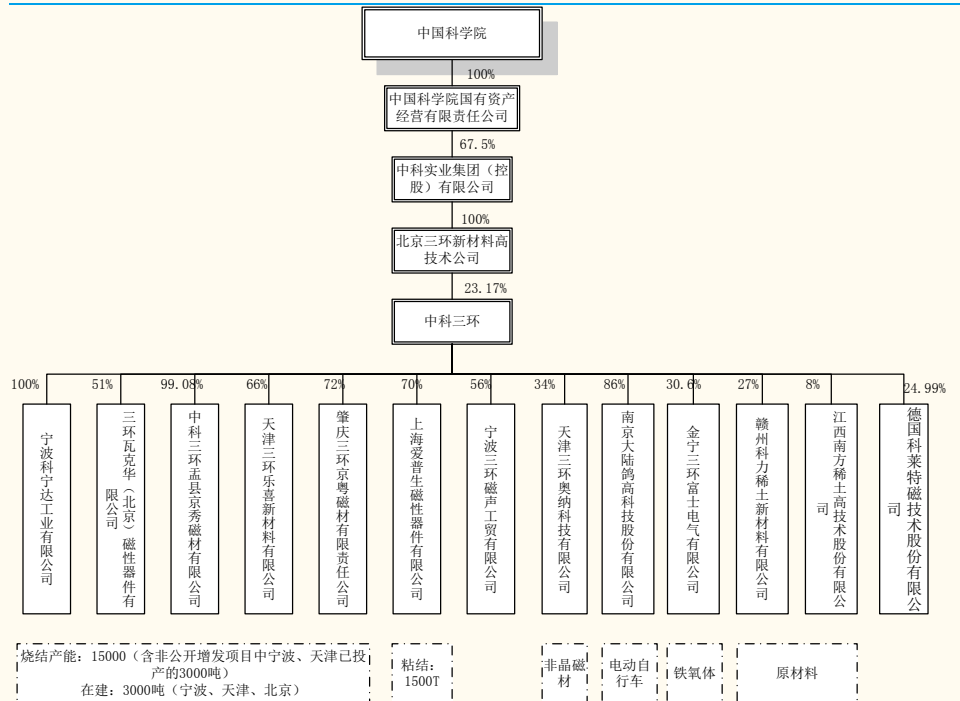 中国科学院
100%
中国科学院国有资产
经营有限责任公司
67.5%
中科实业集团（控
股）有限公司
100%
北京三环新材料高
技术公司
23.17%
中科三环
100%
51%
99.08%
66%
72%
70%
56%
34%
86%
30.6%
27%
8%
24.99%
宁波科宁达工业有限公司
三环瓦克华（北京）磁性器件有
限公司
中科三环盂县京秀磁材有限公司
天津三环乐喜新材料有限公司
肇庆三环京粤磁材有限责任公司
上海爱普生磁性器件有限公司
宁波三环磁声工贸有限公司
天津三环奥纳科技有限公司
南京大陆鸽高科技股份有限公司
金宁三环富士电气有限公司
赣州科力稀土新材料有限公司
江西南方稀土高技术股份有限公
司
德国科莱特磁技术股份有限公
司
烧结产能：15000（含非公开增发项目中宁波、天津已投
产的3000吨）
在建：3000吨（宁波、天津、北京）
粘结：
1500T
非晶磁
材
电动自
行车
铁氧体
原材料